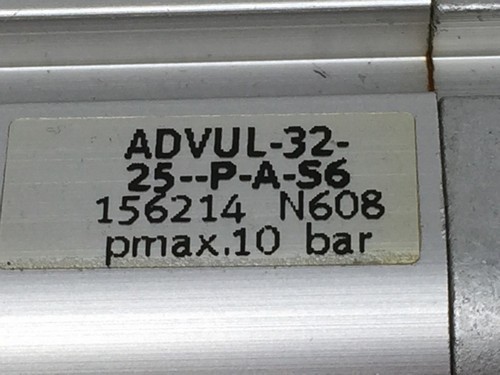 ADVUL-32-
25--P-A-S6
156214 N608
pmax.10 bar